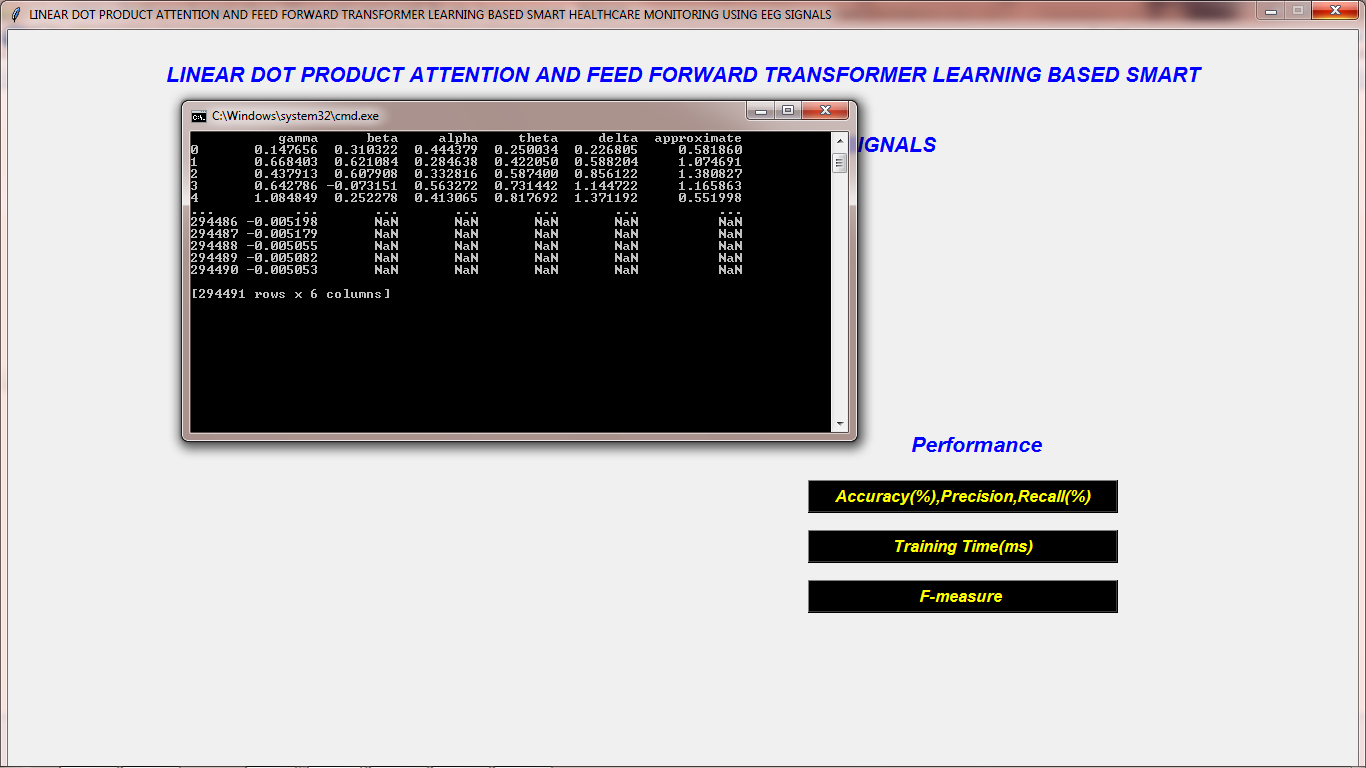 LINEAR DOT PRODUCT ATTENTION AND FEED FORWARD TRANSFORMER LEARNING BASED SMART HEALTHCARE MONITORING USING EEG SIGNALS
LINEAR DOT PRODUCT ATTENTION AND FEED FORWARD TRANSFORMER LEARNING BASED SMART
C:\Windows\system32\cmd.exe
IGNALS
gamma beta alpha theta delta approximate
0 0.147656 0.310322 0.444379 0.250034 0.226805 0.581860
1 0.668403 0.621084 0.284638 0.422050 0.588204 1.074691
2 0.437913 0.607908 0.332816 0.587400 0.856122 1.380827
3 0.642786 -0.073151 0.563272 0.731442 1.144722 1.165863
4 1.084849 0.252278 0.413065 0.817692 1.371192 0.551998
... ... ... ... ... ... ...
294486 -0.005198 NaN NaN NaN NaN NaN
294487 -0.005179 NaN NaN NaN NaN NaN
294488 -0.005055 NaN NaN NaN NaN NaN
294489 -0.005082 NaN NaN NaN NaN NaN
294490 -0.005053 NaN NaN NaN NaN NaN
[294491 rows x 6 columns]
Performance
Accuracy(%),Precision,Recall(%)
Training Time(ms)
F-measure